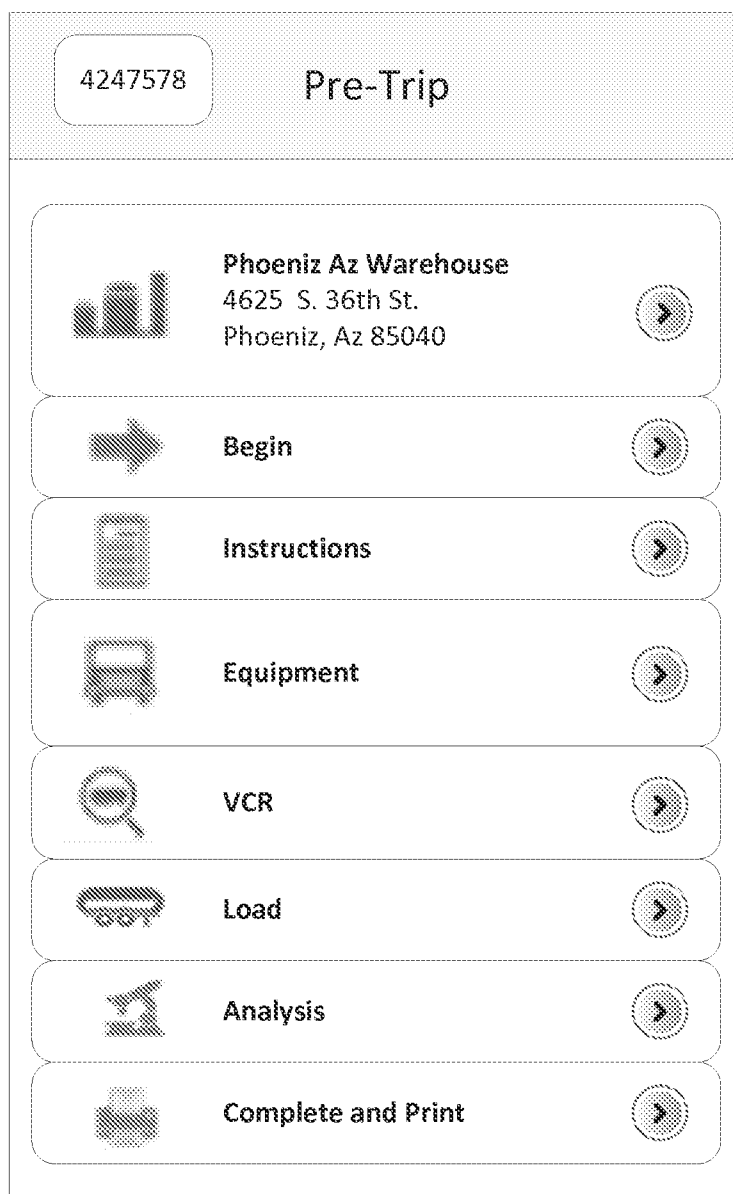 4247578
Pre-Trip
Phoeniz Az Warehouse
4625 S. 36th St.
Phoeniz, Az 85040
Begin
Instructions
Equipment
VCR
Load
Analysis
Complete and Print